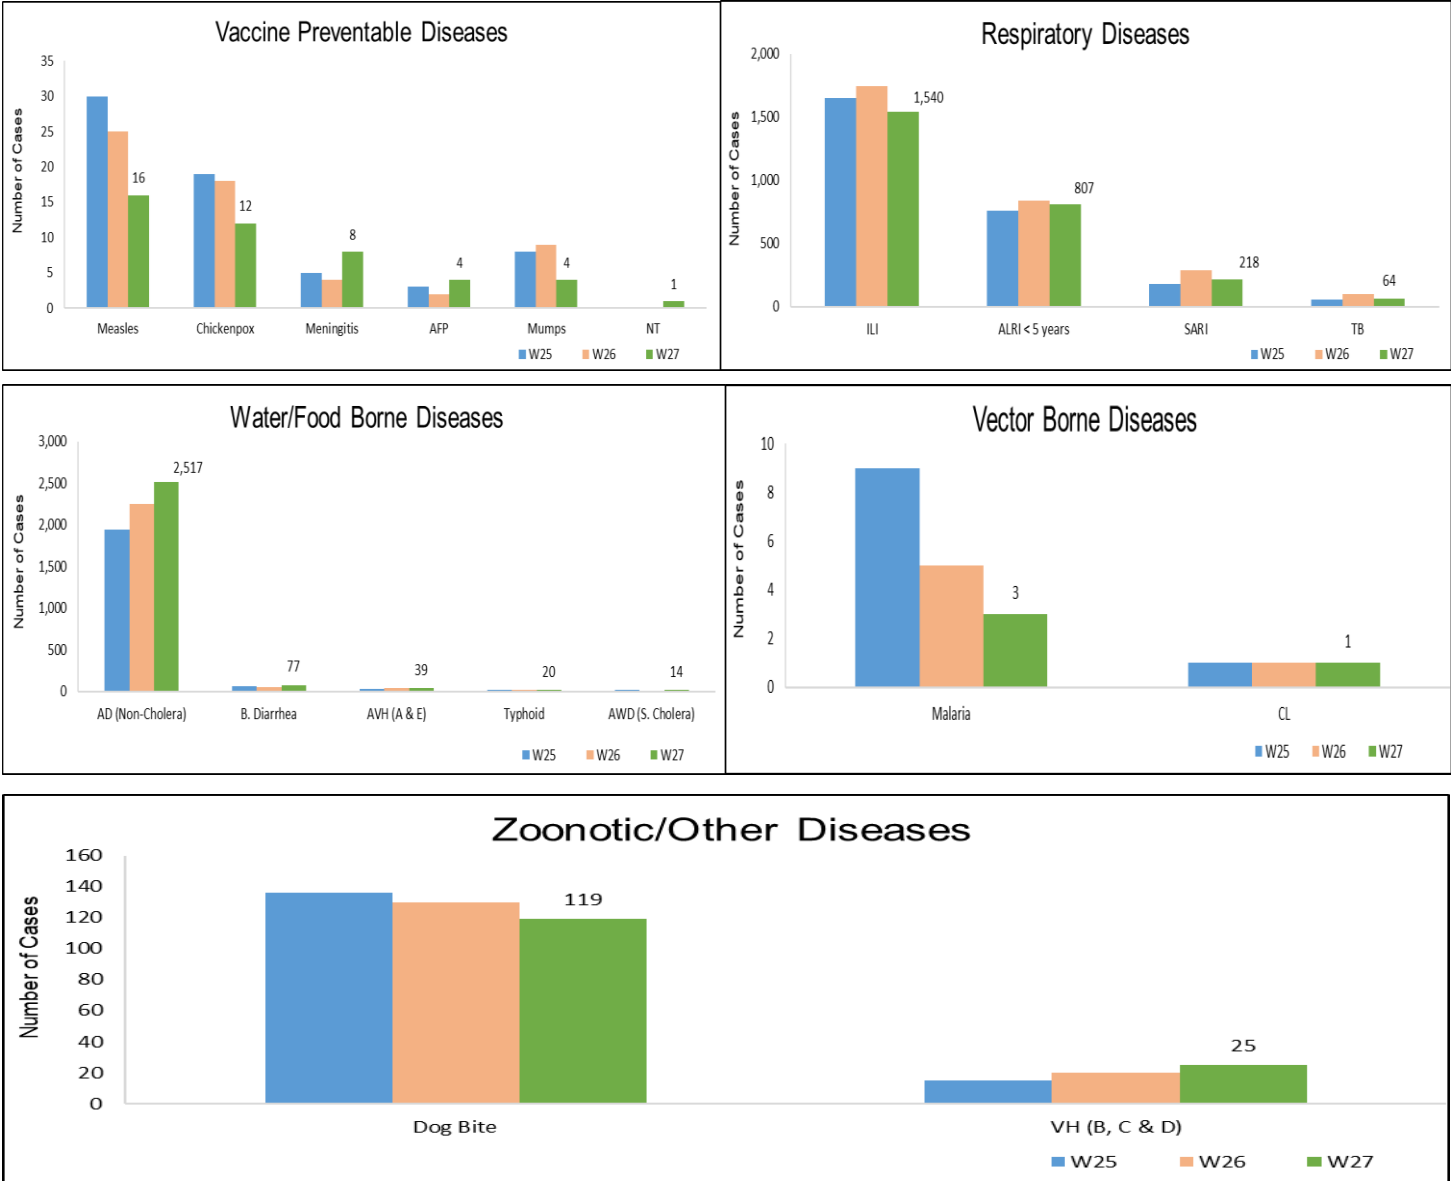 Vaccine Preventable Diseases
Number of Cases
35
30
25
20
15
10
5
0
16
12
8
4
4
1
Measles Chickenpox Meningitis AFP Mumps NT
W25 W26 W27
Respiratory Diseases
Number of Cases
2,000
1,500
1,000
500
0
1,540
807
218
64
ILI ALRI < 5 years SARI TB
W25 W26 W27
Water/Food Borne Diseases
Number of Cases
3,000
2,500
2,000
1,500
1,000
500
0
2,517
77
39
20
14
AD (Non-Cholera) B. Diarrhea AVH (A & E) Typhoid AWD (S. Cholera)
W25 W26 W27
Vector Borne Diseases
Number of Cases
10
8
6
4
2
0
3
1
Malaria CL
W25 W26 W27
Zoonotic/Other Diseases
Number of Cases
160
140
120
100
80
60
40
20
0
119
25
Dog Bite VH (B, C & D)
W25 W26 W27